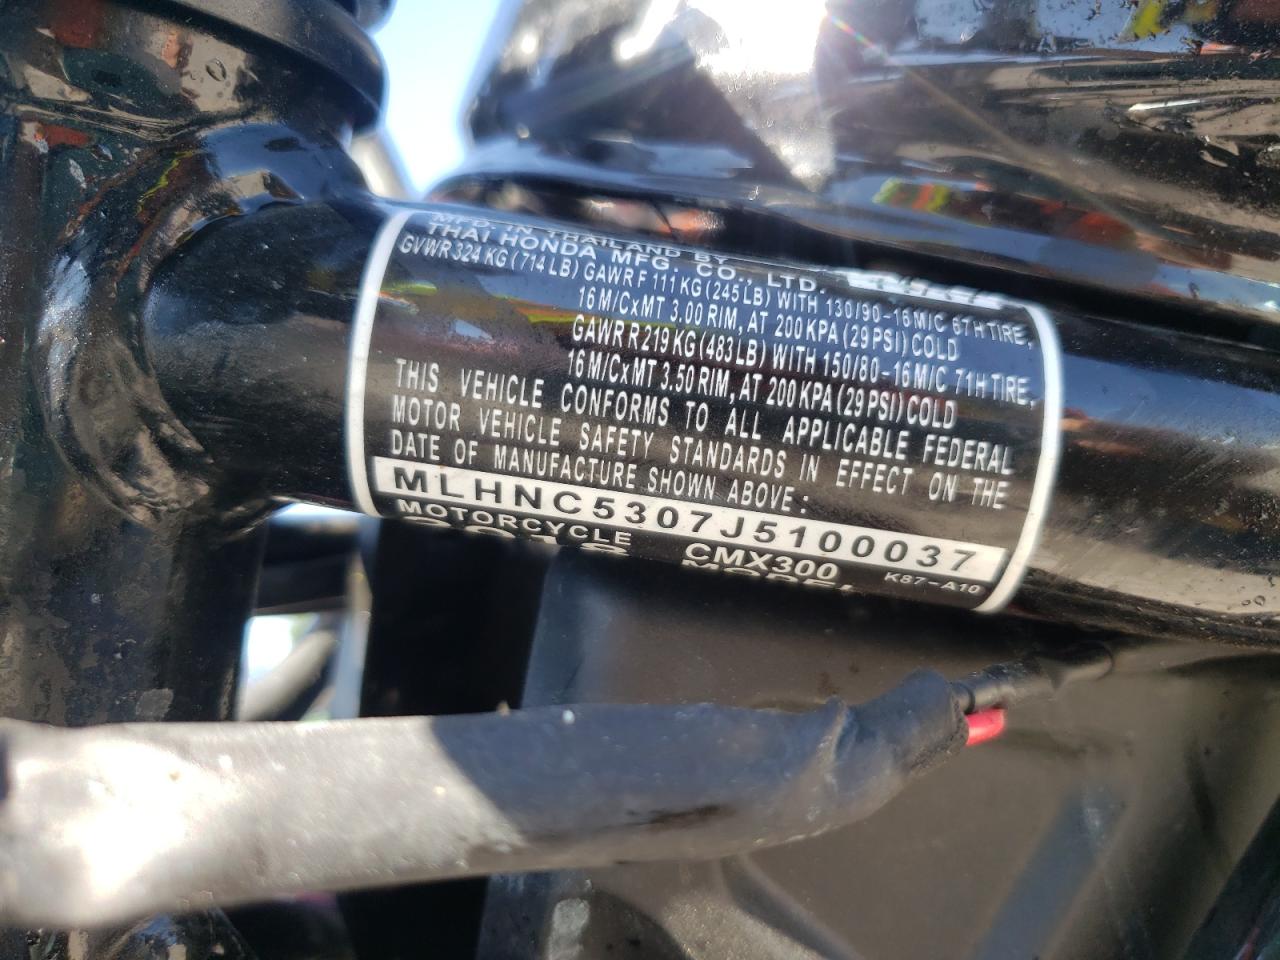 MFD. IN THAILAND BY
THAI HONDA MFG. CO., LTD.
GVWR 324 KG (714 LB) GAWR F 111 KG (245 LB) WITH 130/90-16 M/C 67H TIRE,
16 M/CxMT 3.00 RIM, AT 200 KPA (29 PSI) COLD
GAWR R 219 KG (483 LB) WITH 150/80-16 M/C 71H TIRE,
16 M/CxMT 3.50 RIM, AT 200 KPA (29 PSI) COLD
THIS VEHICLE CONFORMS TO ALL APPLICABLE FEDERAL
MOTOR VEHICLE SAFETY STANDARDS IN EFFECT ON THE
DATE OF MANUFACTURE SHOWN ABOVE:
MLHNC5307J5100037
MOTORCYCLE CMX300 K87-A10
2018 MODEL